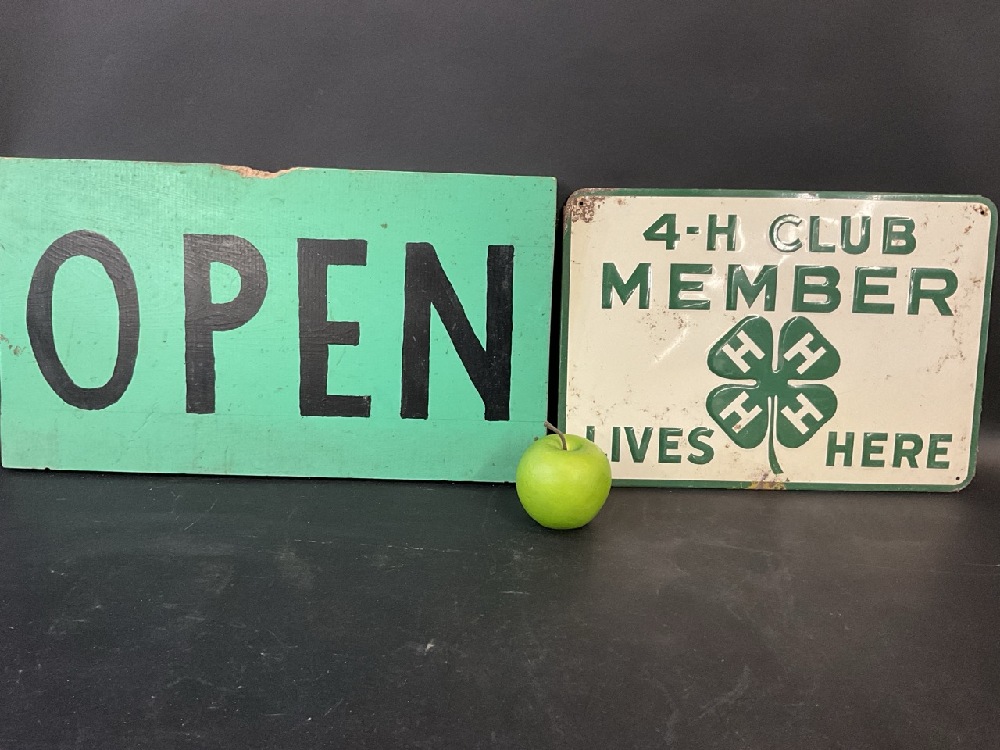 OPEN
4-H CLUB
MEMBER
H H
H H
LIVES HERE